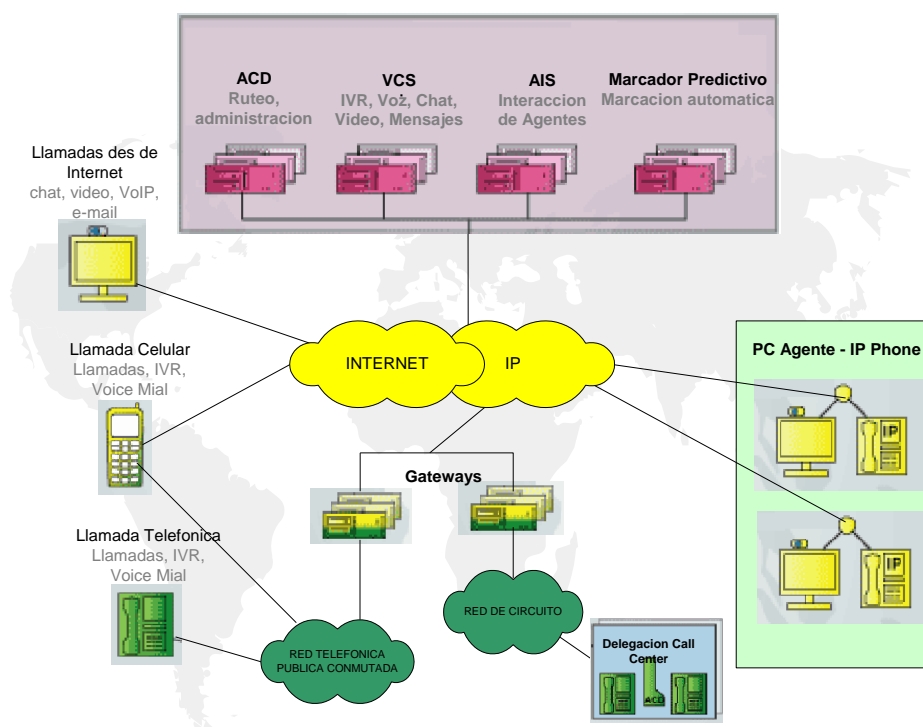 ACD
Ruteo,
administracion
VCS
IVR, Voz, Chat,
Video, Mensajes
AIS
Interaccion
de Agentes
Marcador Predictivo
Marcacion automatica
Llamadas des de
Internet
chat, video, VoIP,
e-mail
Llamada Celular
Llamadas, IVR,
Voice Mial
Llamada Telefonica
Llamadas, IVR,
Voice Mial
INTERNET
IP
PC Agente - IP Phone
IP
IP
Gateways
RED TELEFONICA
PUBLICA CONMUTADA
RED DE CIRCUITO
Delegacion Call
Center
ACD